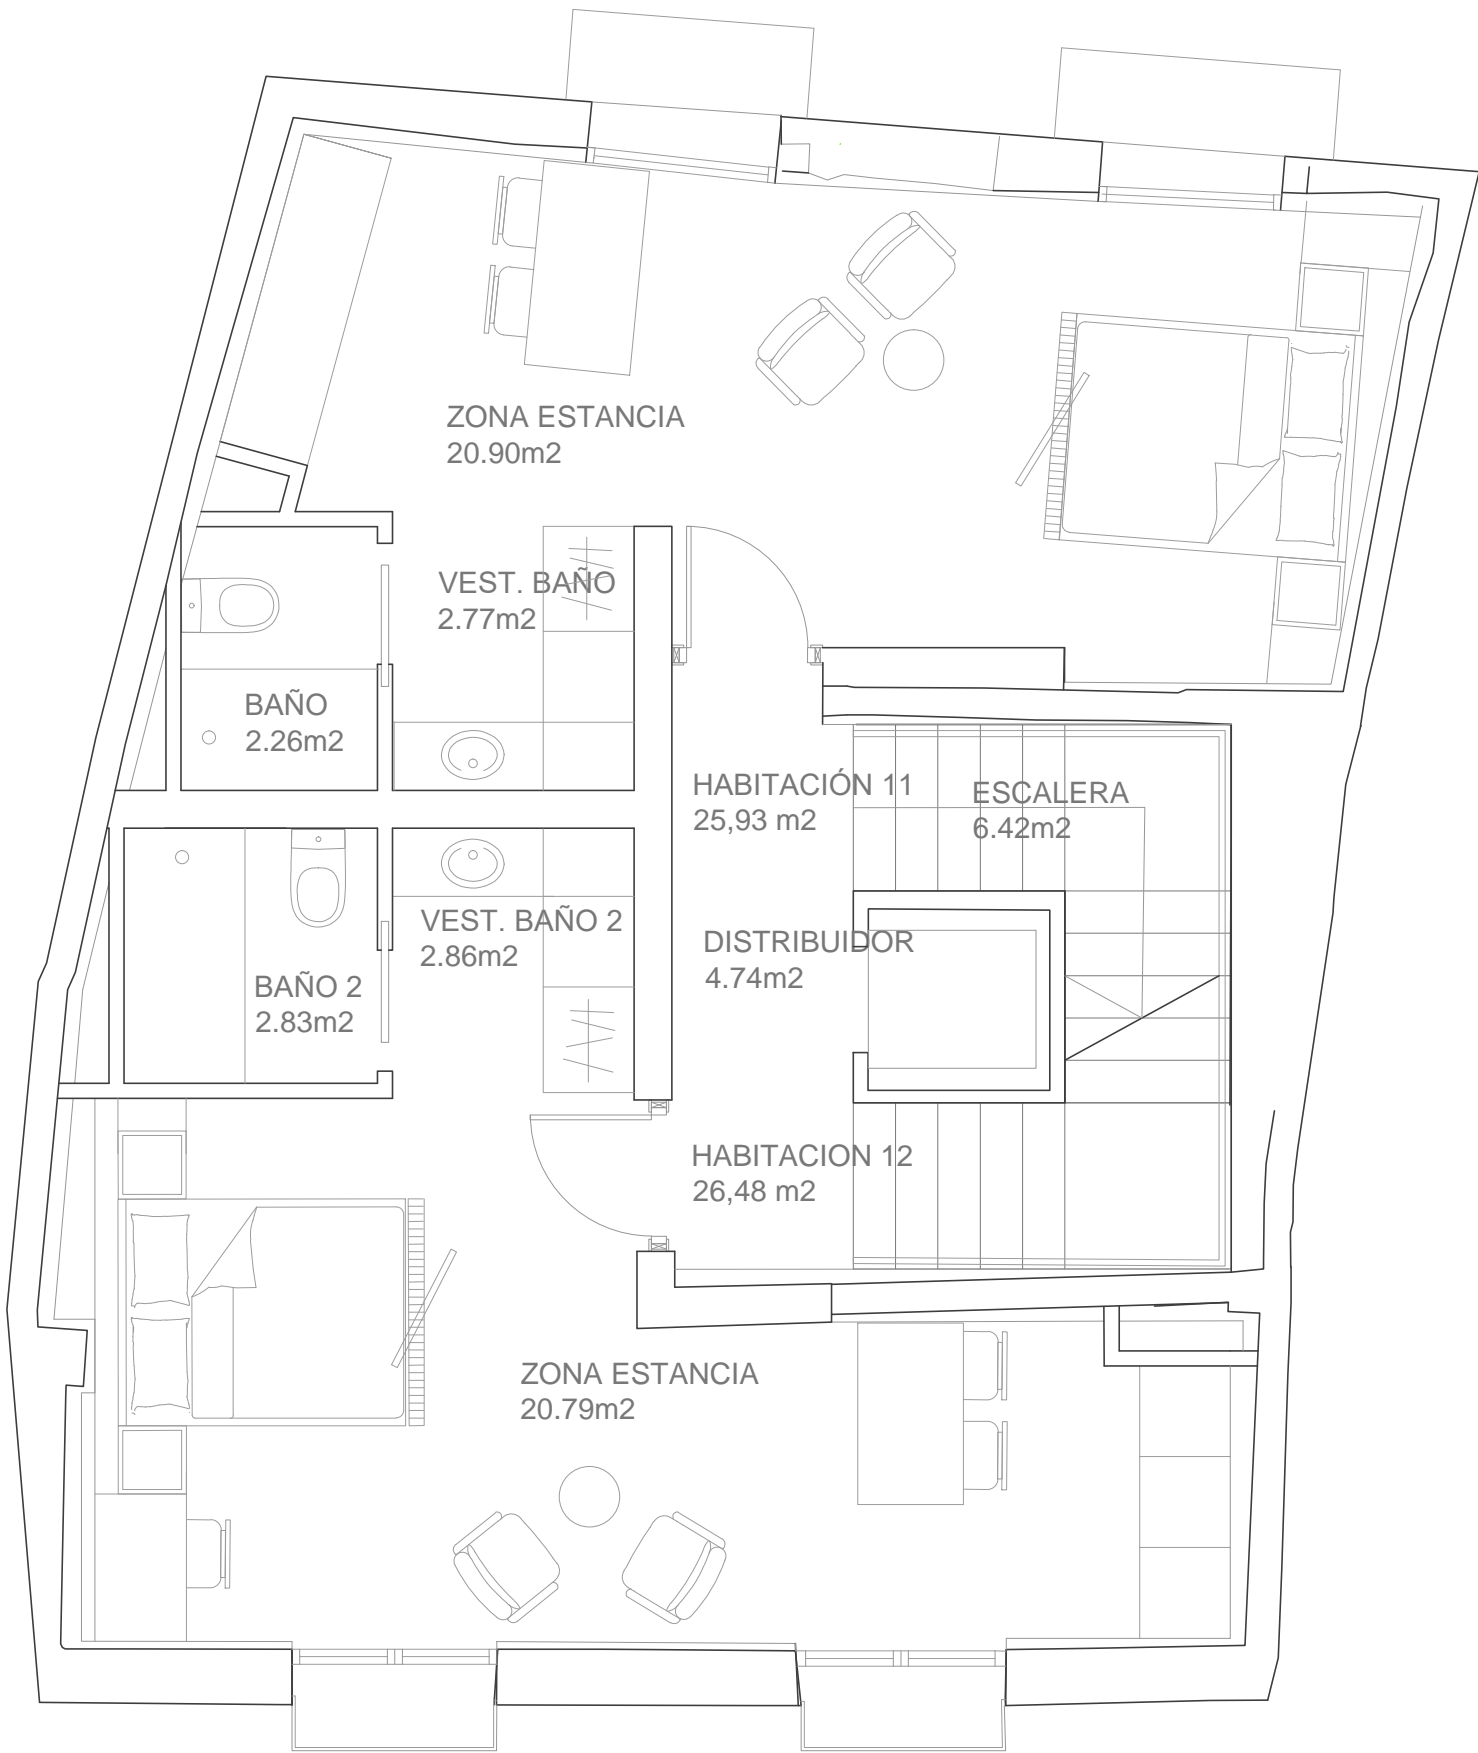 ZONA ESTANCIA
20.90m2
VEST. BAÑO
2.77m2
BAÑO
2.26m2
HABITACIÓN 11
25,93 m2
ESCALERA
6.42m2
VEST. BAÑO 2
2.86m2
DISTRIBUIDOR
4.74m2
BAÑO 2
2.83m2
HABITACION 12
26,48 m2
ZONA ESTANCIA
20.79m2